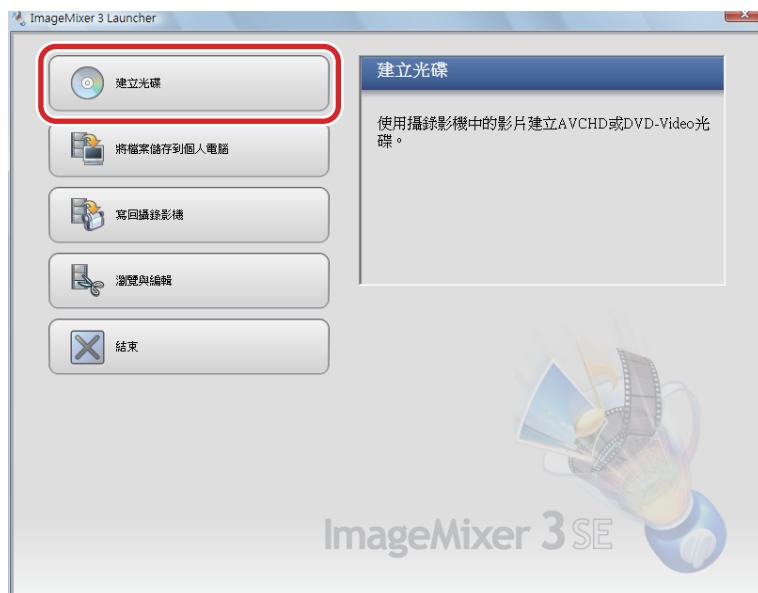 ImageMixer 3 Launcher
建立光碟
將檔案儲存到個人電腦
寫回攝錄影機
瀏覽與編輯
結束
建立光碟
使用攝錄影機中的影片建立AVCHD或DVD-Video光
碟。
ImageMixer 3 SE